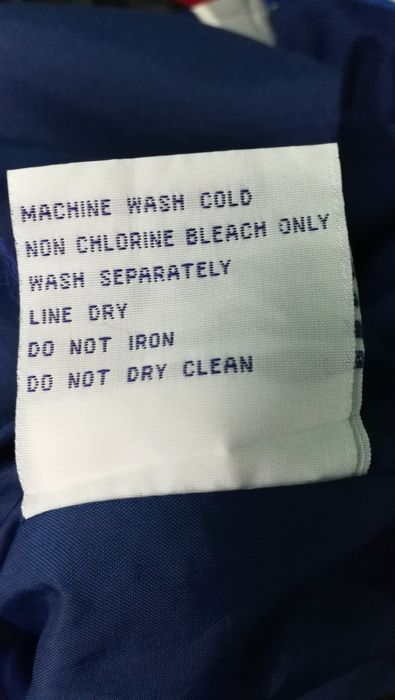 MACHINE WASH COLD
NON CHLORINE BLEACH ONLY
WASH SEPARATELY
LINE DRY
DO NOT IRON
DO NOT DRY CLEAN